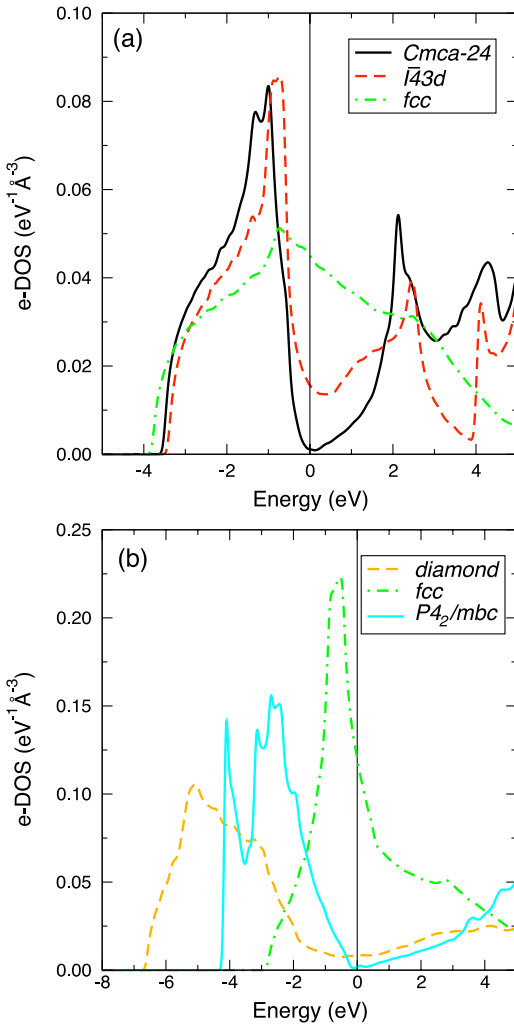 (a)
Cmca-24
I4̅3d
fcc
e-DOS (eV⁻¹Å⁻³)
0.10
0.08
0.06
0.04
0.02
0.00
-4 -2 0 2 4
Energy (eV)
(b)
diamond
fcc
P4₂/mbc
e-DOS (eV⁻¹Å⁻³)
0.25
0.20
0.15
0.10
0.05
0.00
-8 -6 -4 -2 0 2 4
Energy (eV)